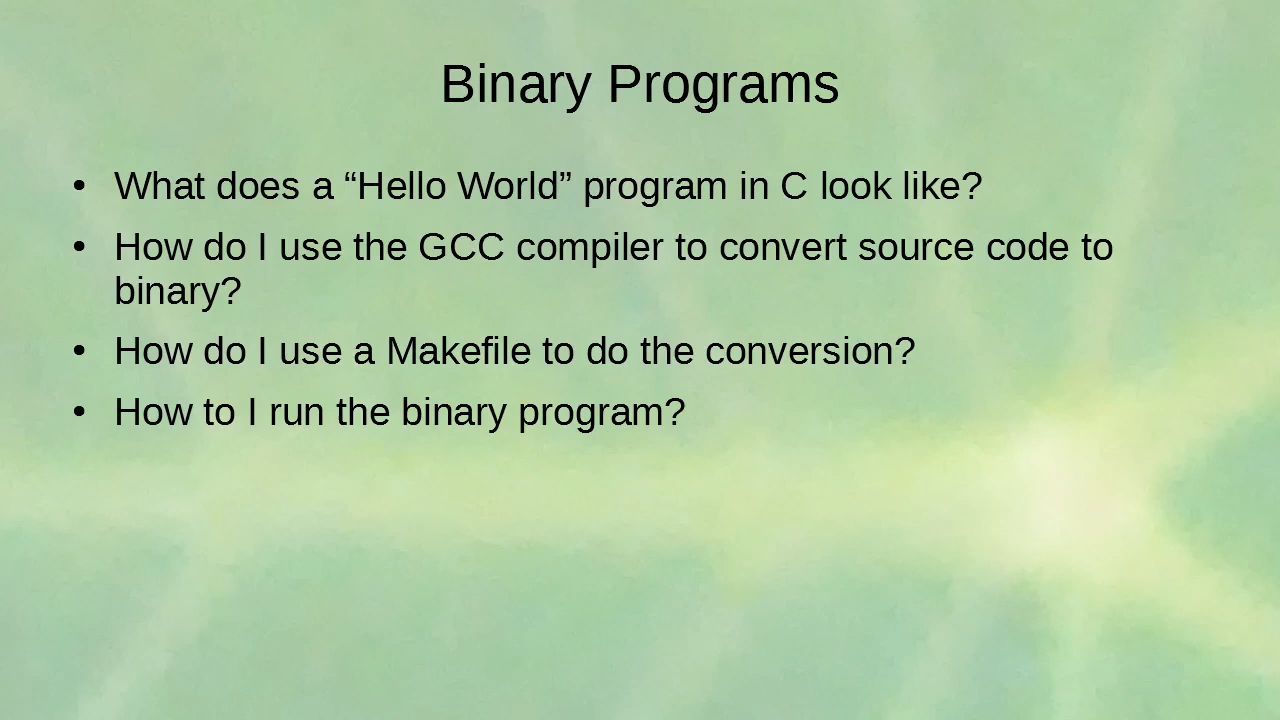 Binary Programs
• What does a “Hello World” program in C look like?
• How do I use the GCC compiler to convert source code to
binary?
• How do I use a Makefile to do the conversion?
• How to I run the binary program?